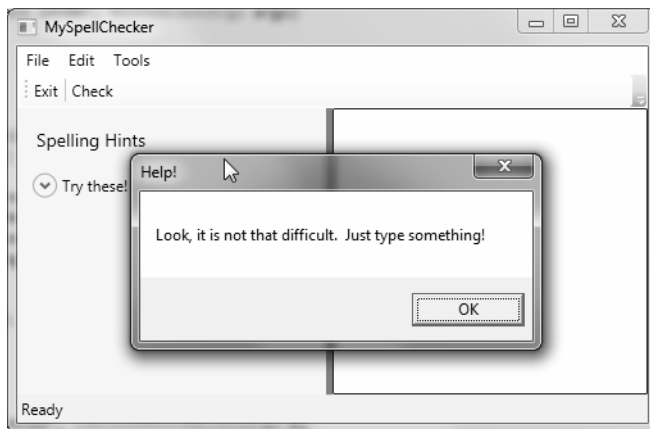 MySpellChecker
File Edit Tools
Exit Check
Spelling Hints
Try these!
Help!
Look, it is not that difficult. Just type something!
OK
Ready